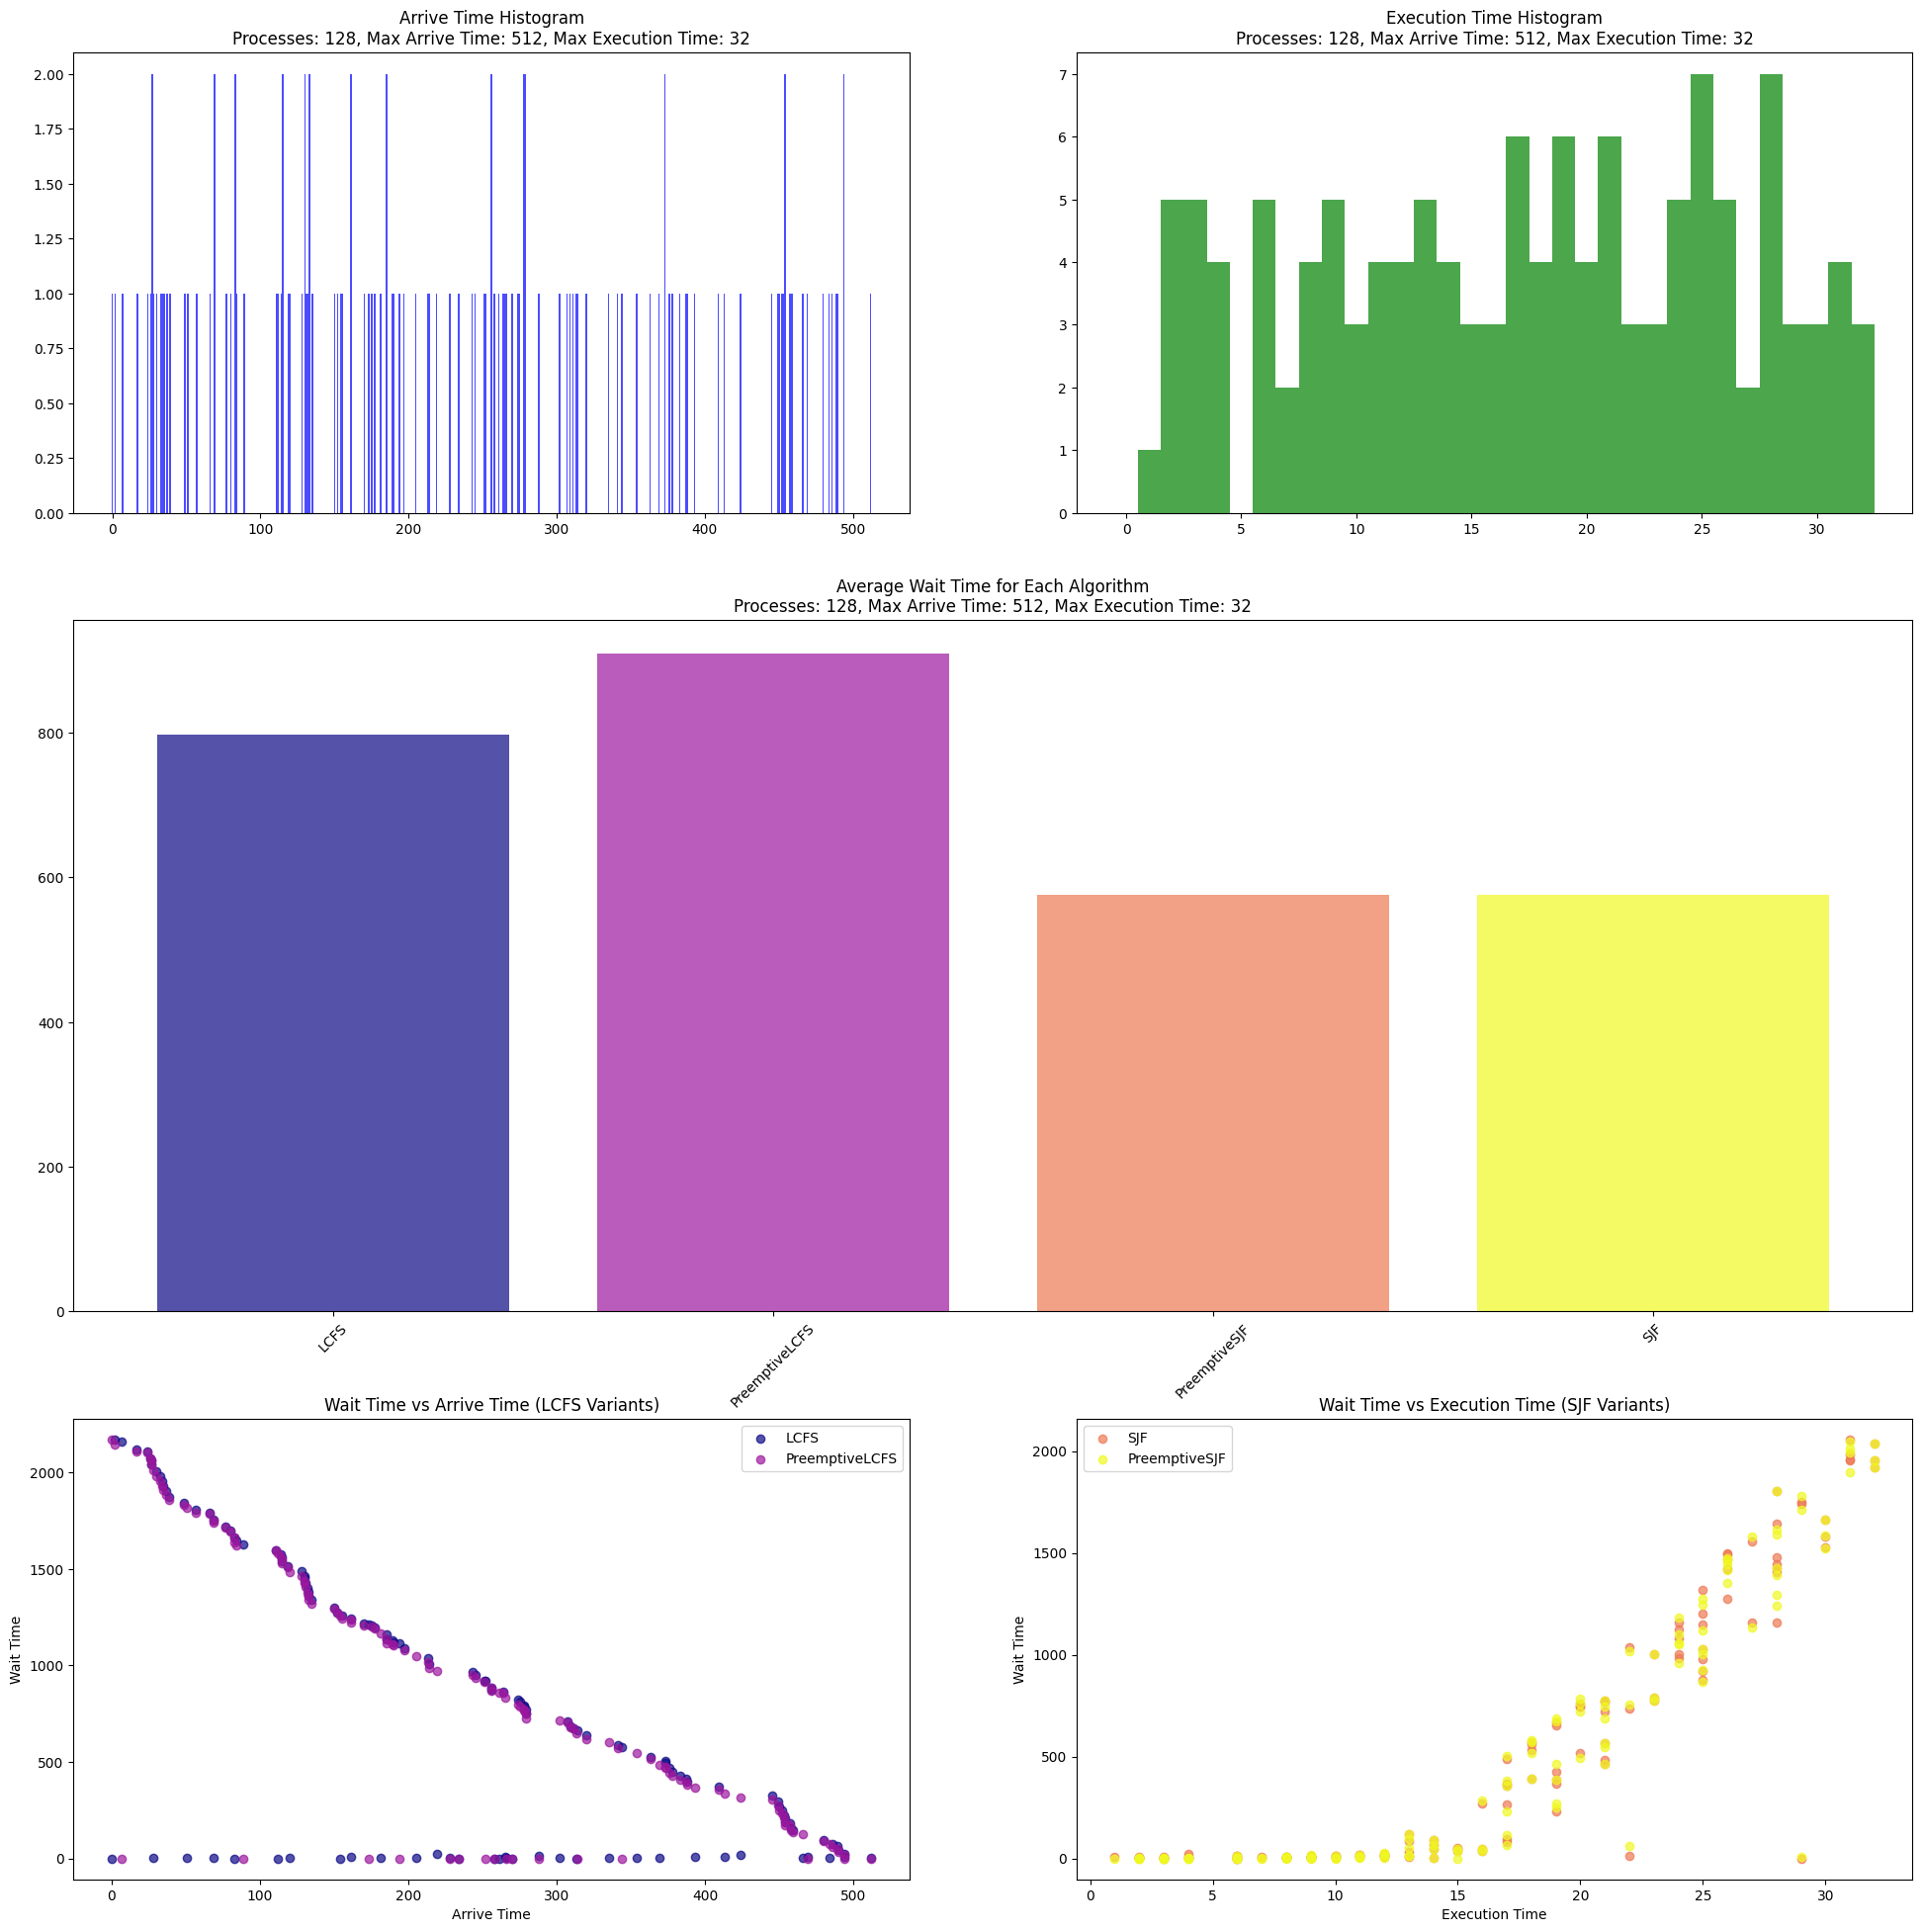 Arrive Time Histogram
Processes: 128, Max Arrive Time: 512, Max Execution Time: 32
2.00
1.75
1.50
1.25
1.00
0.75
0.50
0.25
0.00
0 100 200 300 400 500
Execution Time Histogram
Processes: 128, Max Arrive Time: 512, Max Execution Time: 32
7
6
5
4
3
2
1
0
0 5 10 15 20 25 30
Average Wait Time for Each Algorithm
Processes: 128, Max Arrive Time: 512, Max Execution Time: 32
800
600
400
200
0
LCFS PreemptiveLCFS PreemptiveSJF SJF
Wait Time vs Arrive Time (LCFS Variants)
LCFS
PreemptiveLCFS
Wait Time
2000
1500
1000
500
0
0 100 200 300 400 500
Arrive Time
Wait Time vs Execution Time (SJF Variants)
SJF
PreemptiveSJF
Wait Time
2000
1500
1000
500
0
0 5 10 15 20 25 30
Execution Time